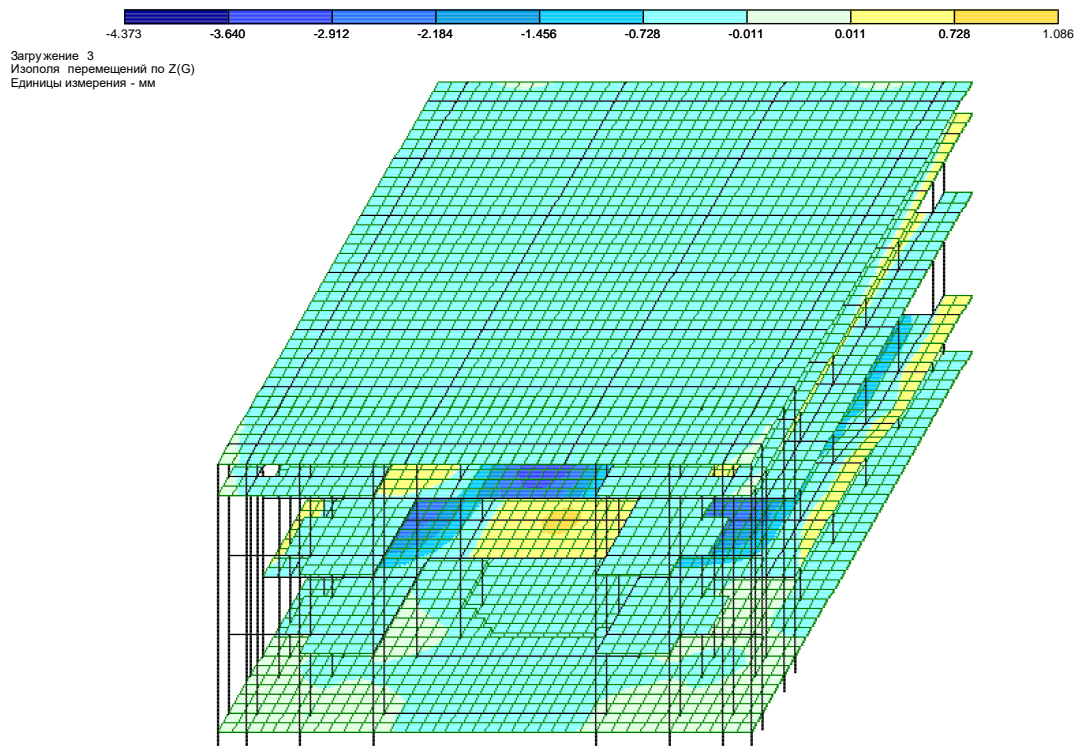 -4.373 -3.640 -2.912 -2.184 -1.456 -0.728 -0.011 0.011 0.728 1.086
Загружение 3
Изополя перемещений по Z(G)
Единицы измерения - мм